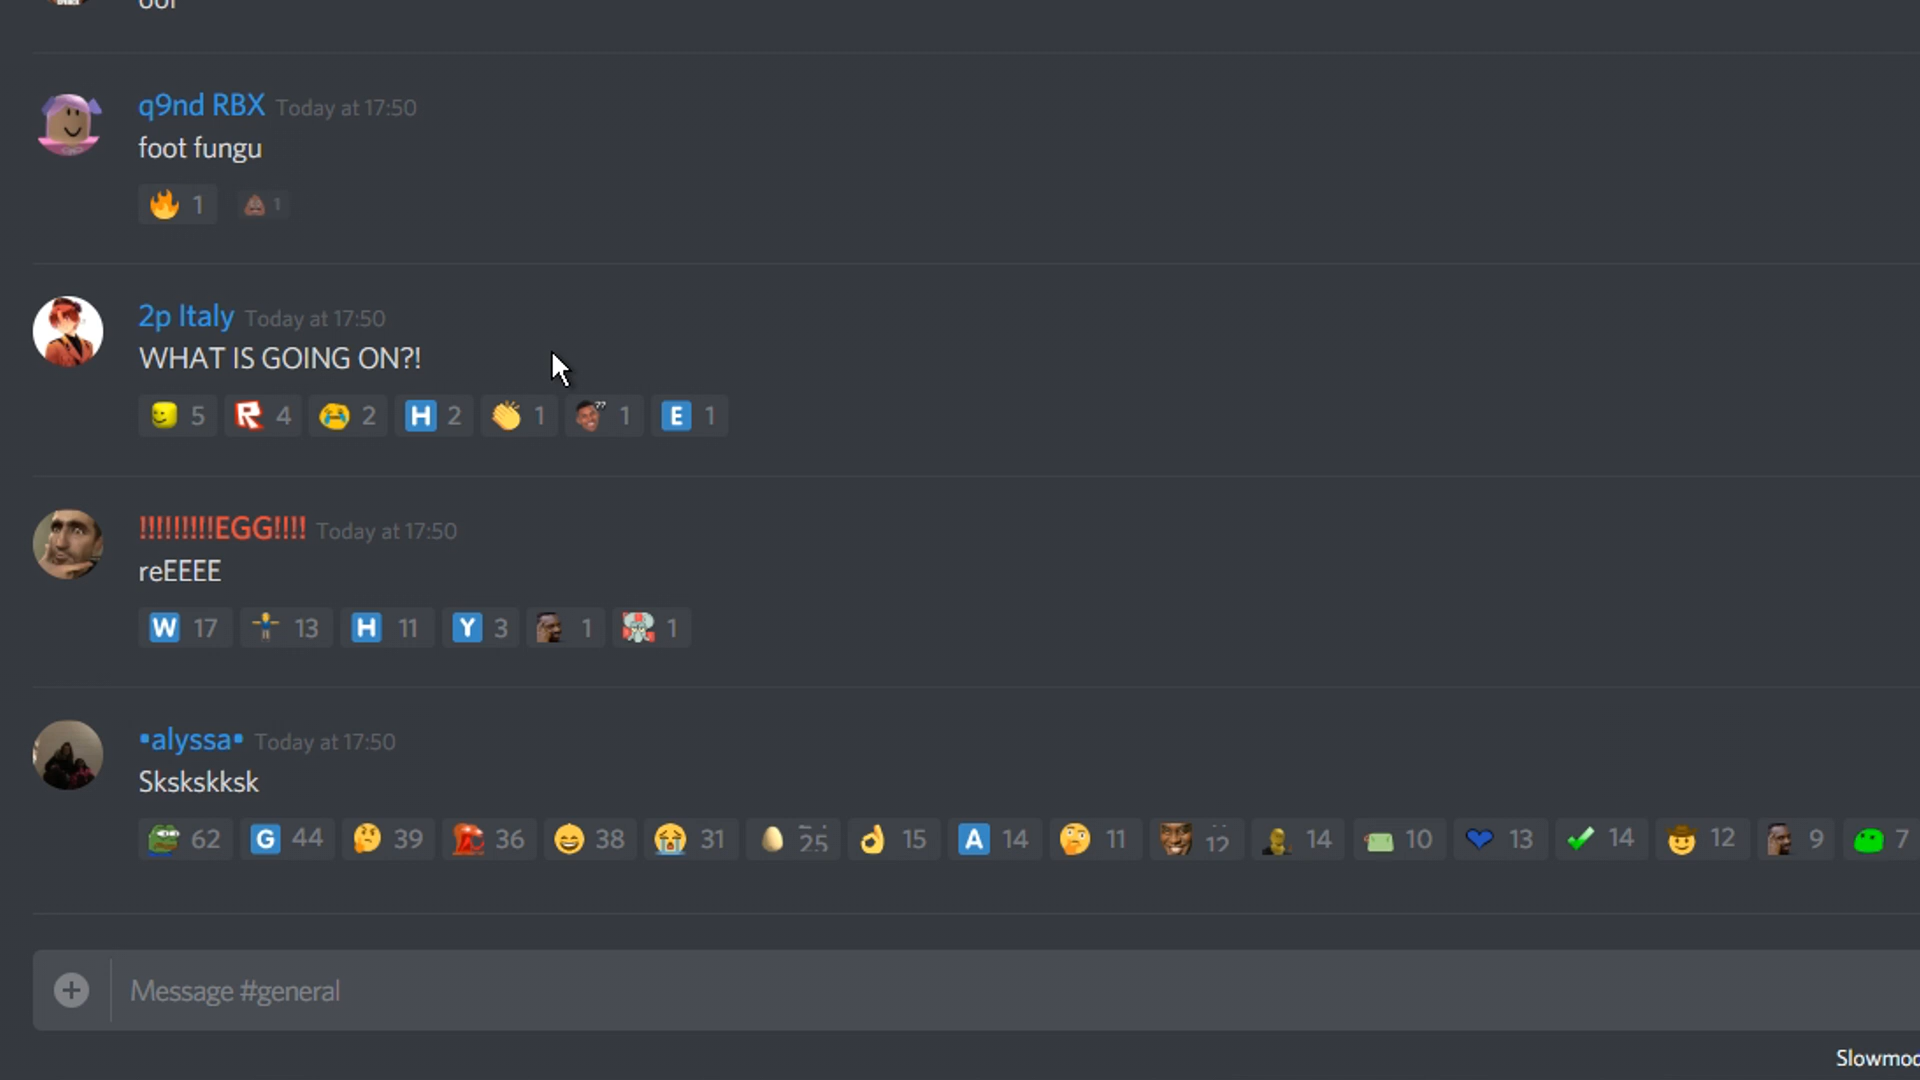 q9nd RBX Today at 17:50
foot fungu
1 1
2p Italy Today at 17:50
WHAT IS GOING ON?!
5 R 4 2 H 2 1 1 E 1
!!!!!!!!!EGG!!!! Today at 17:50
reEEEE
W 17 13 H 11 Y 3 1 1
•alyssa• Today at 17:50
Skskskksk
62 G 44 39 36 38 31 25 15 A 14 11 12 14 10 13 14 12 9 7
Message #general
Slowmod